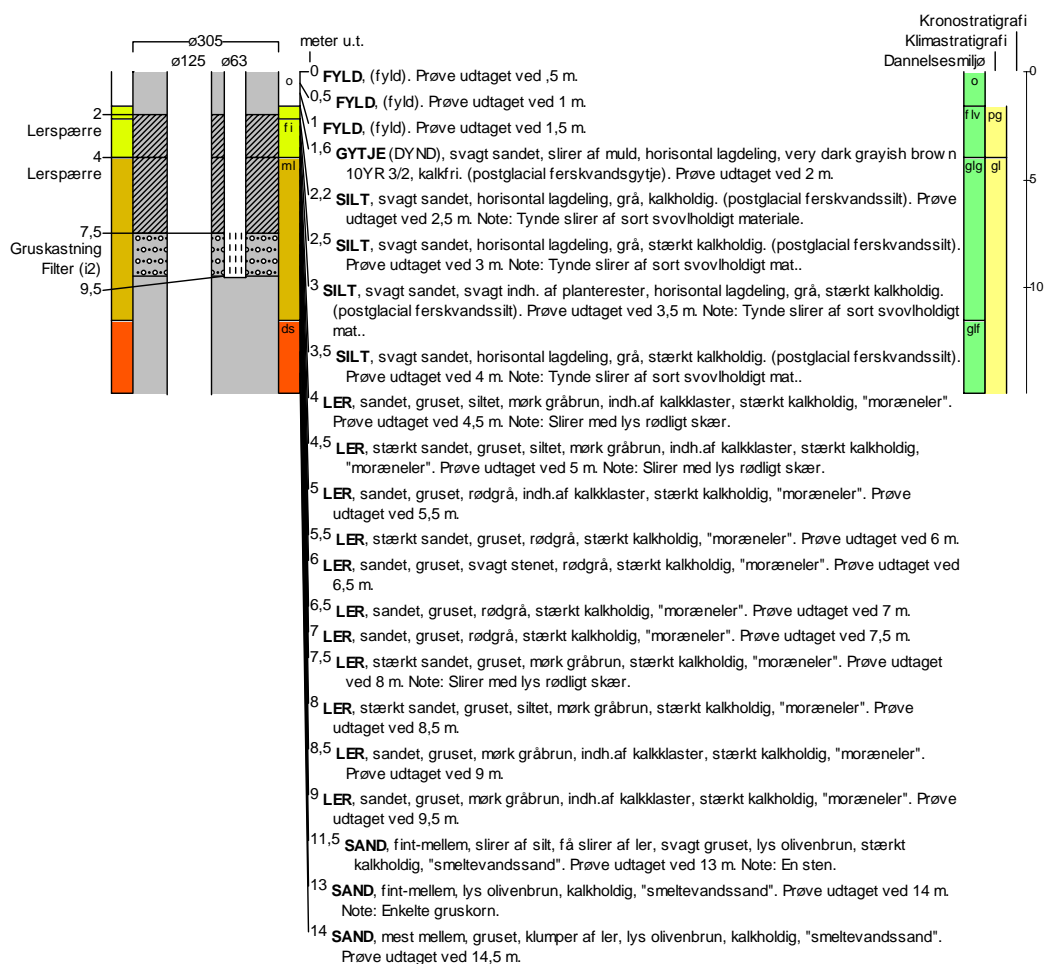 Kronostratigrafi
Klimastratigrafi
Dannelsesmiljø
ø305
meter u.t.
ø125 ø63
0 FYLD, (fyld). Prøve udtaget ved ,5 m.
0,5 FYLD, (fyld). Prøve udtaget ved 1 m.
1 FYLD, (fyld). Prøve udtaget ved 1,5 m.
1,6 GYTJE (DYND), svagt sandet, slirer af muld, horisontal lagdeling, very dark grayish brown
10YR 3/2, kalkfri. (postglacial ferskvandsgytje). Prøve udtaget ved 2 m.
2,2 SILT, svagt sandet, horisontal lagdeling, grå, kalkholdig. (postglacial ferskvandssilt). Prøve
udtaget ved 2,5 m. Note: Tynde slirer af sort svovlholdigt materiale.
2,5 SILT, svagt sandet, horisontal lagdeling, grå, stærkt kalkholdig. (postglacial ferskvandssilt).
Prøve udtaget ved 3 m. Note: Tynde slirer af sort svovlholdigt mat..
3 SILT, svagt sandet, svagt indh. af planterester, horisontal lagdeling, grå, stærkt kalkholdig.
(postglacial ferskvandssilt). Prøve udtaget ved 3,5 m. Note: Tynde slirer af sort svovlholdigt
mat..
3,5 SILT, svagt sandet, horisontal lagdeling, grå, stærkt kalkholdig. (postglacial ferskvandssilt).
Prøve udtaget ved 4 m. Note: Tynde slirer af sort svovlholdigt mat..
4 LER, sandet, gruset, siltet, mørk gråbrun, indh.af kalkklaster, stærkt kalkholdig, "moræneler".
Prøve udtaget ved 4,5 m. Note: Slirer med lys rødligt skær.
4,5 LER, stærkt sandet, gruset, siltet, mørk gråbrun, indh.af kalkklaster, stærkt kalkholdig,
"moræneler". Prøve udtaget ved 5 m. Note: Slirer med lys rødligt skær.
5 LER, sandet, gruset, rødgrå, indh.af kalkklaster, stærkt kalkholdig, "moræneler". Prøve
udtaget ved 5,5 m.
5,5 LER, stærkt sandet, gruset, rødgrå, stærkt kalkholdig, "moræneler". Prøve udtaget ved 6 m.
6 LER, sandet, gruset, svagt stenet, rødgrå, stærkt kalkholdig, "moræneler". Prøve udtaget ved
6,5 m.
6,5 LER, sandet, gruset, rødgrå, stærkt kalkholdig, "moræneler". Prøve udtaget ved 7 m.
7 LER, sandet, gruset, rødgrå, stærkt kalkholdig, "moræneler". Prøve udtaget ved 7,5 m.
7,5 LER, stærkt sandet, gruset, mørk gråbrun, stærkt kalkholdig, "moræneler". Prøve udtaget
ved 8 m. Note: Slirer med lys rødligt skær.
8 LER, stærkt sandet, gruset, siltet, mørk gråbrun, stærkt kalkholdig, "moræneler". Prøve
udtaget ved 8,5 m.
8,5 LER, sandet, gruset, mørk gråbrun, indh.af kalkklaster, stærkt kalkholdig, "moræneler".
Prøve udtaget ved 9 m.
9 LER, sandet, gruset, mørk gråbrun, indh.af kalkklaster, stærkt kalkholdig, "moræneler". Prøve
udtaget ved 9,5 m.
11,5 SAND, fint-mellem, slirer af silt, få slirer af ler, svagt gruset, lys olivenbrun, stærkt
kalkholdig, "smeltevandssand". Prøve udtaget ved 13 m. Note: En sten.
13 SAND, fint-mellem, lys olivenbrun, kalkholdig, "smeltevandssand". Prøve udtaget ved 14 m.
Note: Enkelte gruskorn.
14 SAND, mest mellem, gruset, klumper af ler, lys olivenbrun, kalkholdig, "smeltevandssand".
Prøve udtaget ved 14,5 m.
2
Lerspærre
4
Lerspærre
7,5
Gruskastning
Filter (i2)
9,5
o
fi
ml
ds
o
flv pg
glg gl
glf
0
5
10